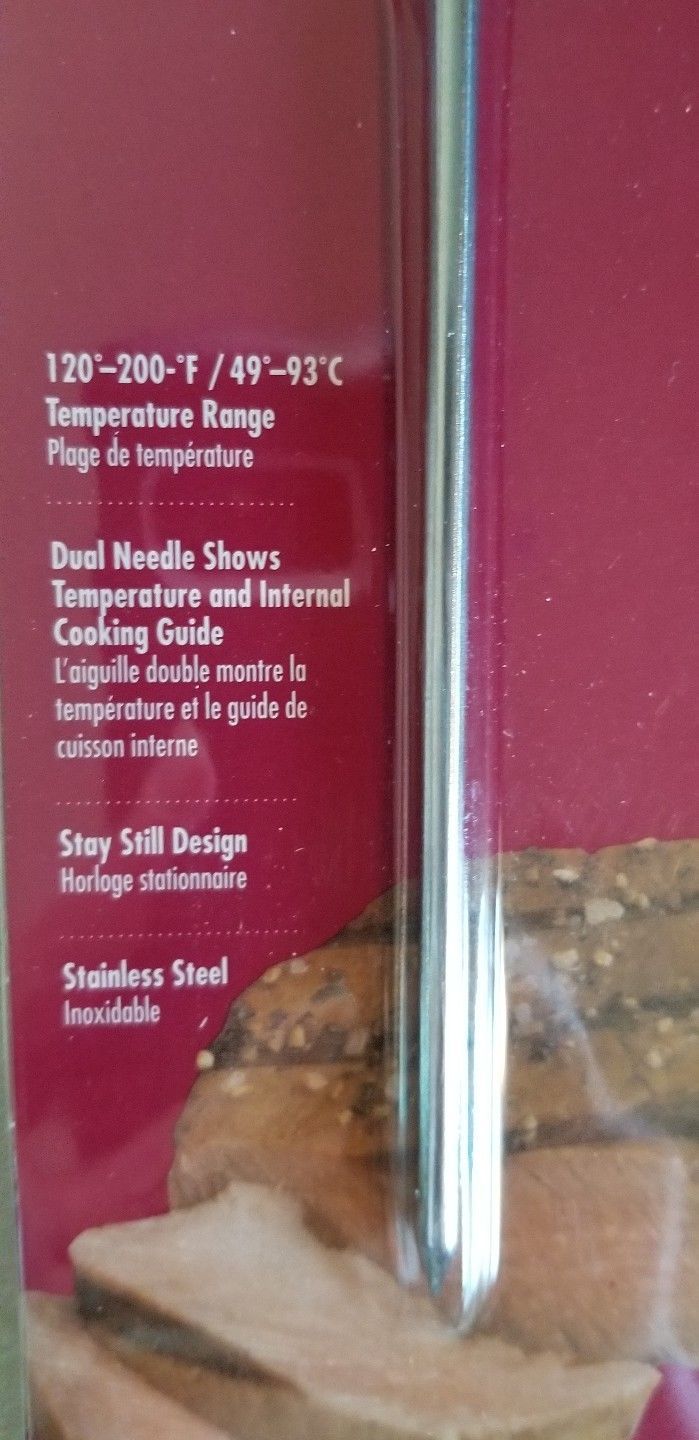 120°–200-°F / 49°–93°C
Temperature Range
Plage de température
Dual Needle Shows
Temperature and Internal
Cooking Guide
L'aiguille double montre la
température et le guide de
cuisson interne
Stay Still Design
Horloge stationnaire
Stainless Steel
Inoxidable